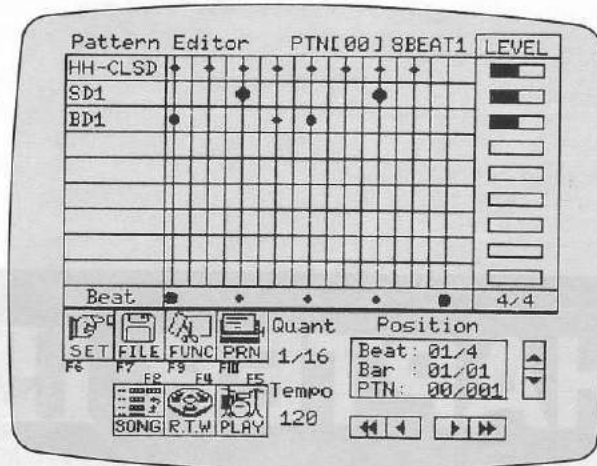 Pattern Editor PTN[00] 8BEAT1 LEVEL
HH-CLSD
SD1
BD1
Beat 4/4
SET FILE FUNC PRN
F6 F7 F9 F10
Quant
1/16
F2 F4 F5
SONG R.T.W PLAY
Tempo
120
Position
Beat: 01/4
Bar : 01/01
PTN: 00/001